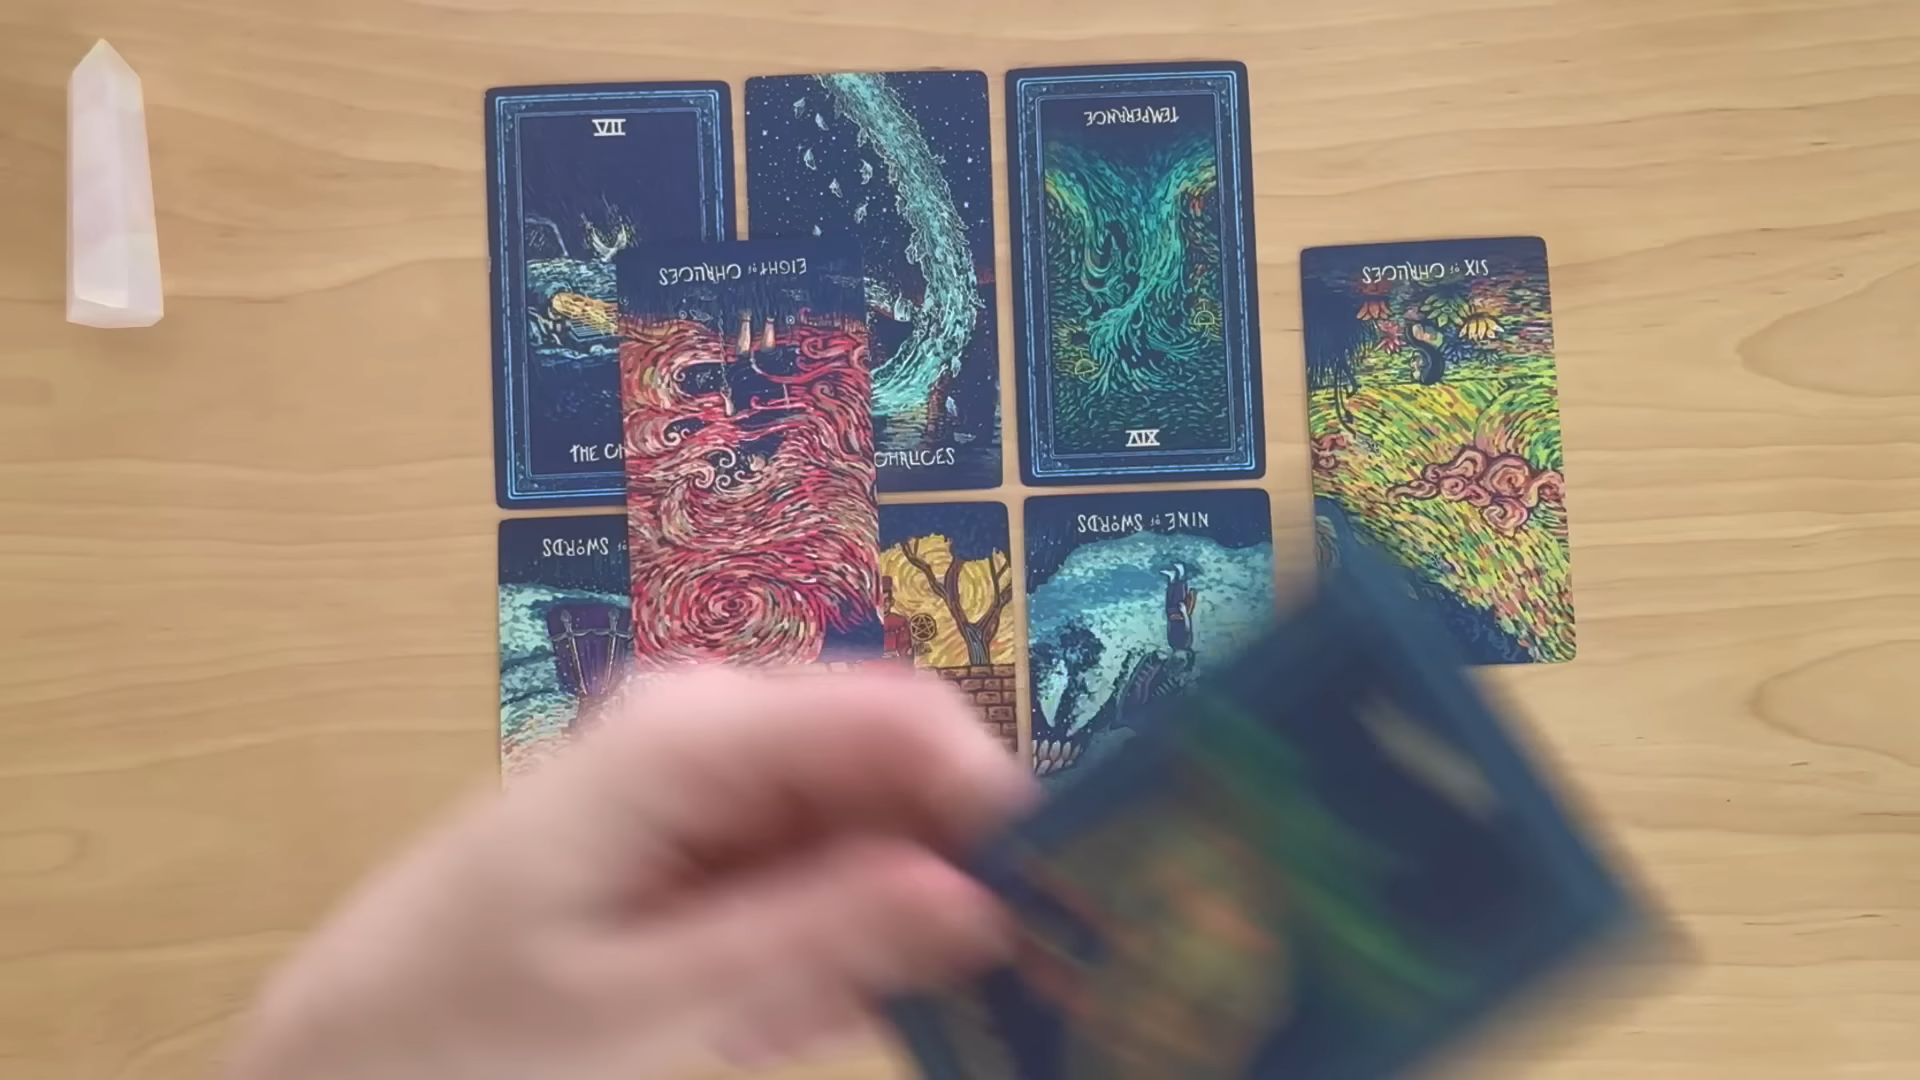 VII
THE CH
CHALICES
TEMPERANCE
XIV
EIGHT OF CHALICES
SIX OF CHALICES
OF SWORDS
NINE OF SWORDS